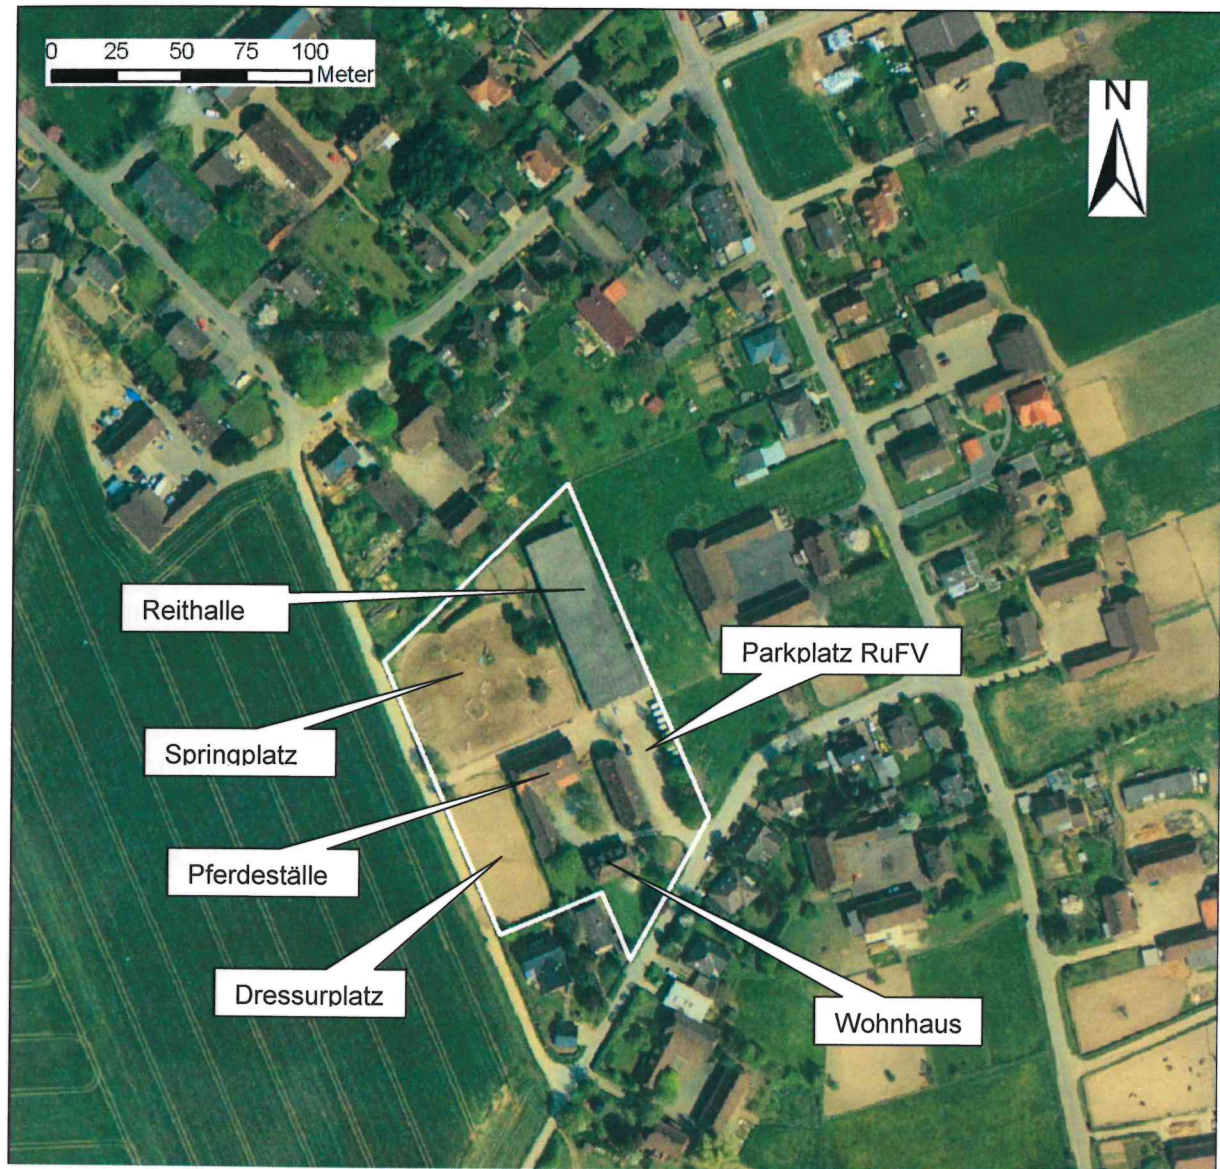 0 25 50 75 100
Meter
N
Reithalle
Parkplatz RuFV
Springplatz
Pferdeställe
Dressurplatz
Wohnhaus